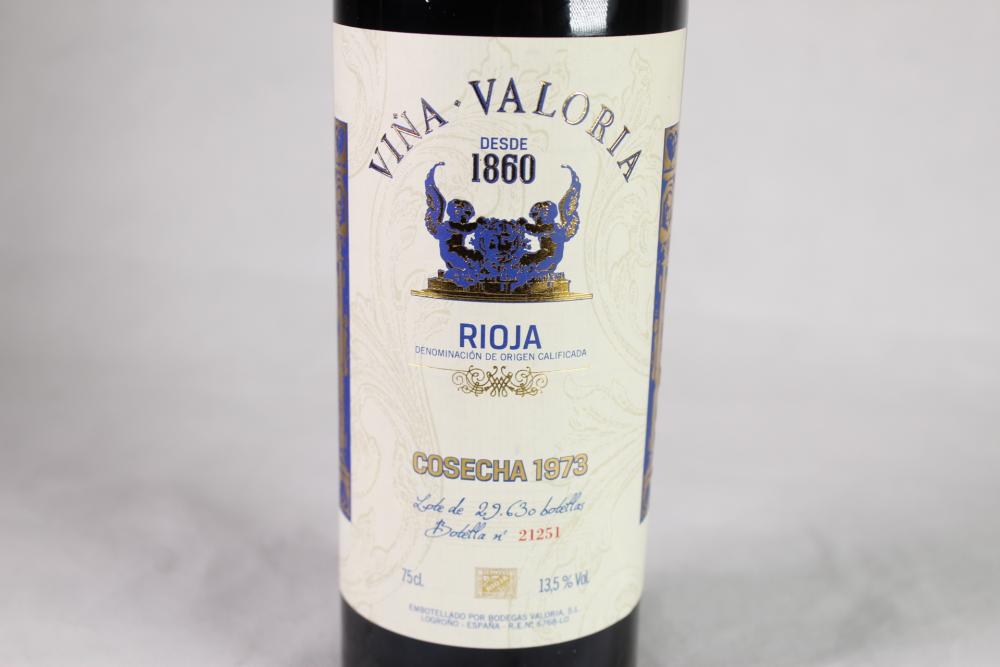 VIÑA · VALORIA
DESDE
1860
RIOJA
DENOMINACIÓN DE ORIGEN CALIFICADA
COSECHA 1973
Lote de 29.630 botellas
Botella nº 21251
75cl.
13,5 % Vol.
EMBOTELLADO POR BODEGAS VALORIA, S.L.
LOGROÑO - ESPAÑA - R.E.Nº 6768-LO